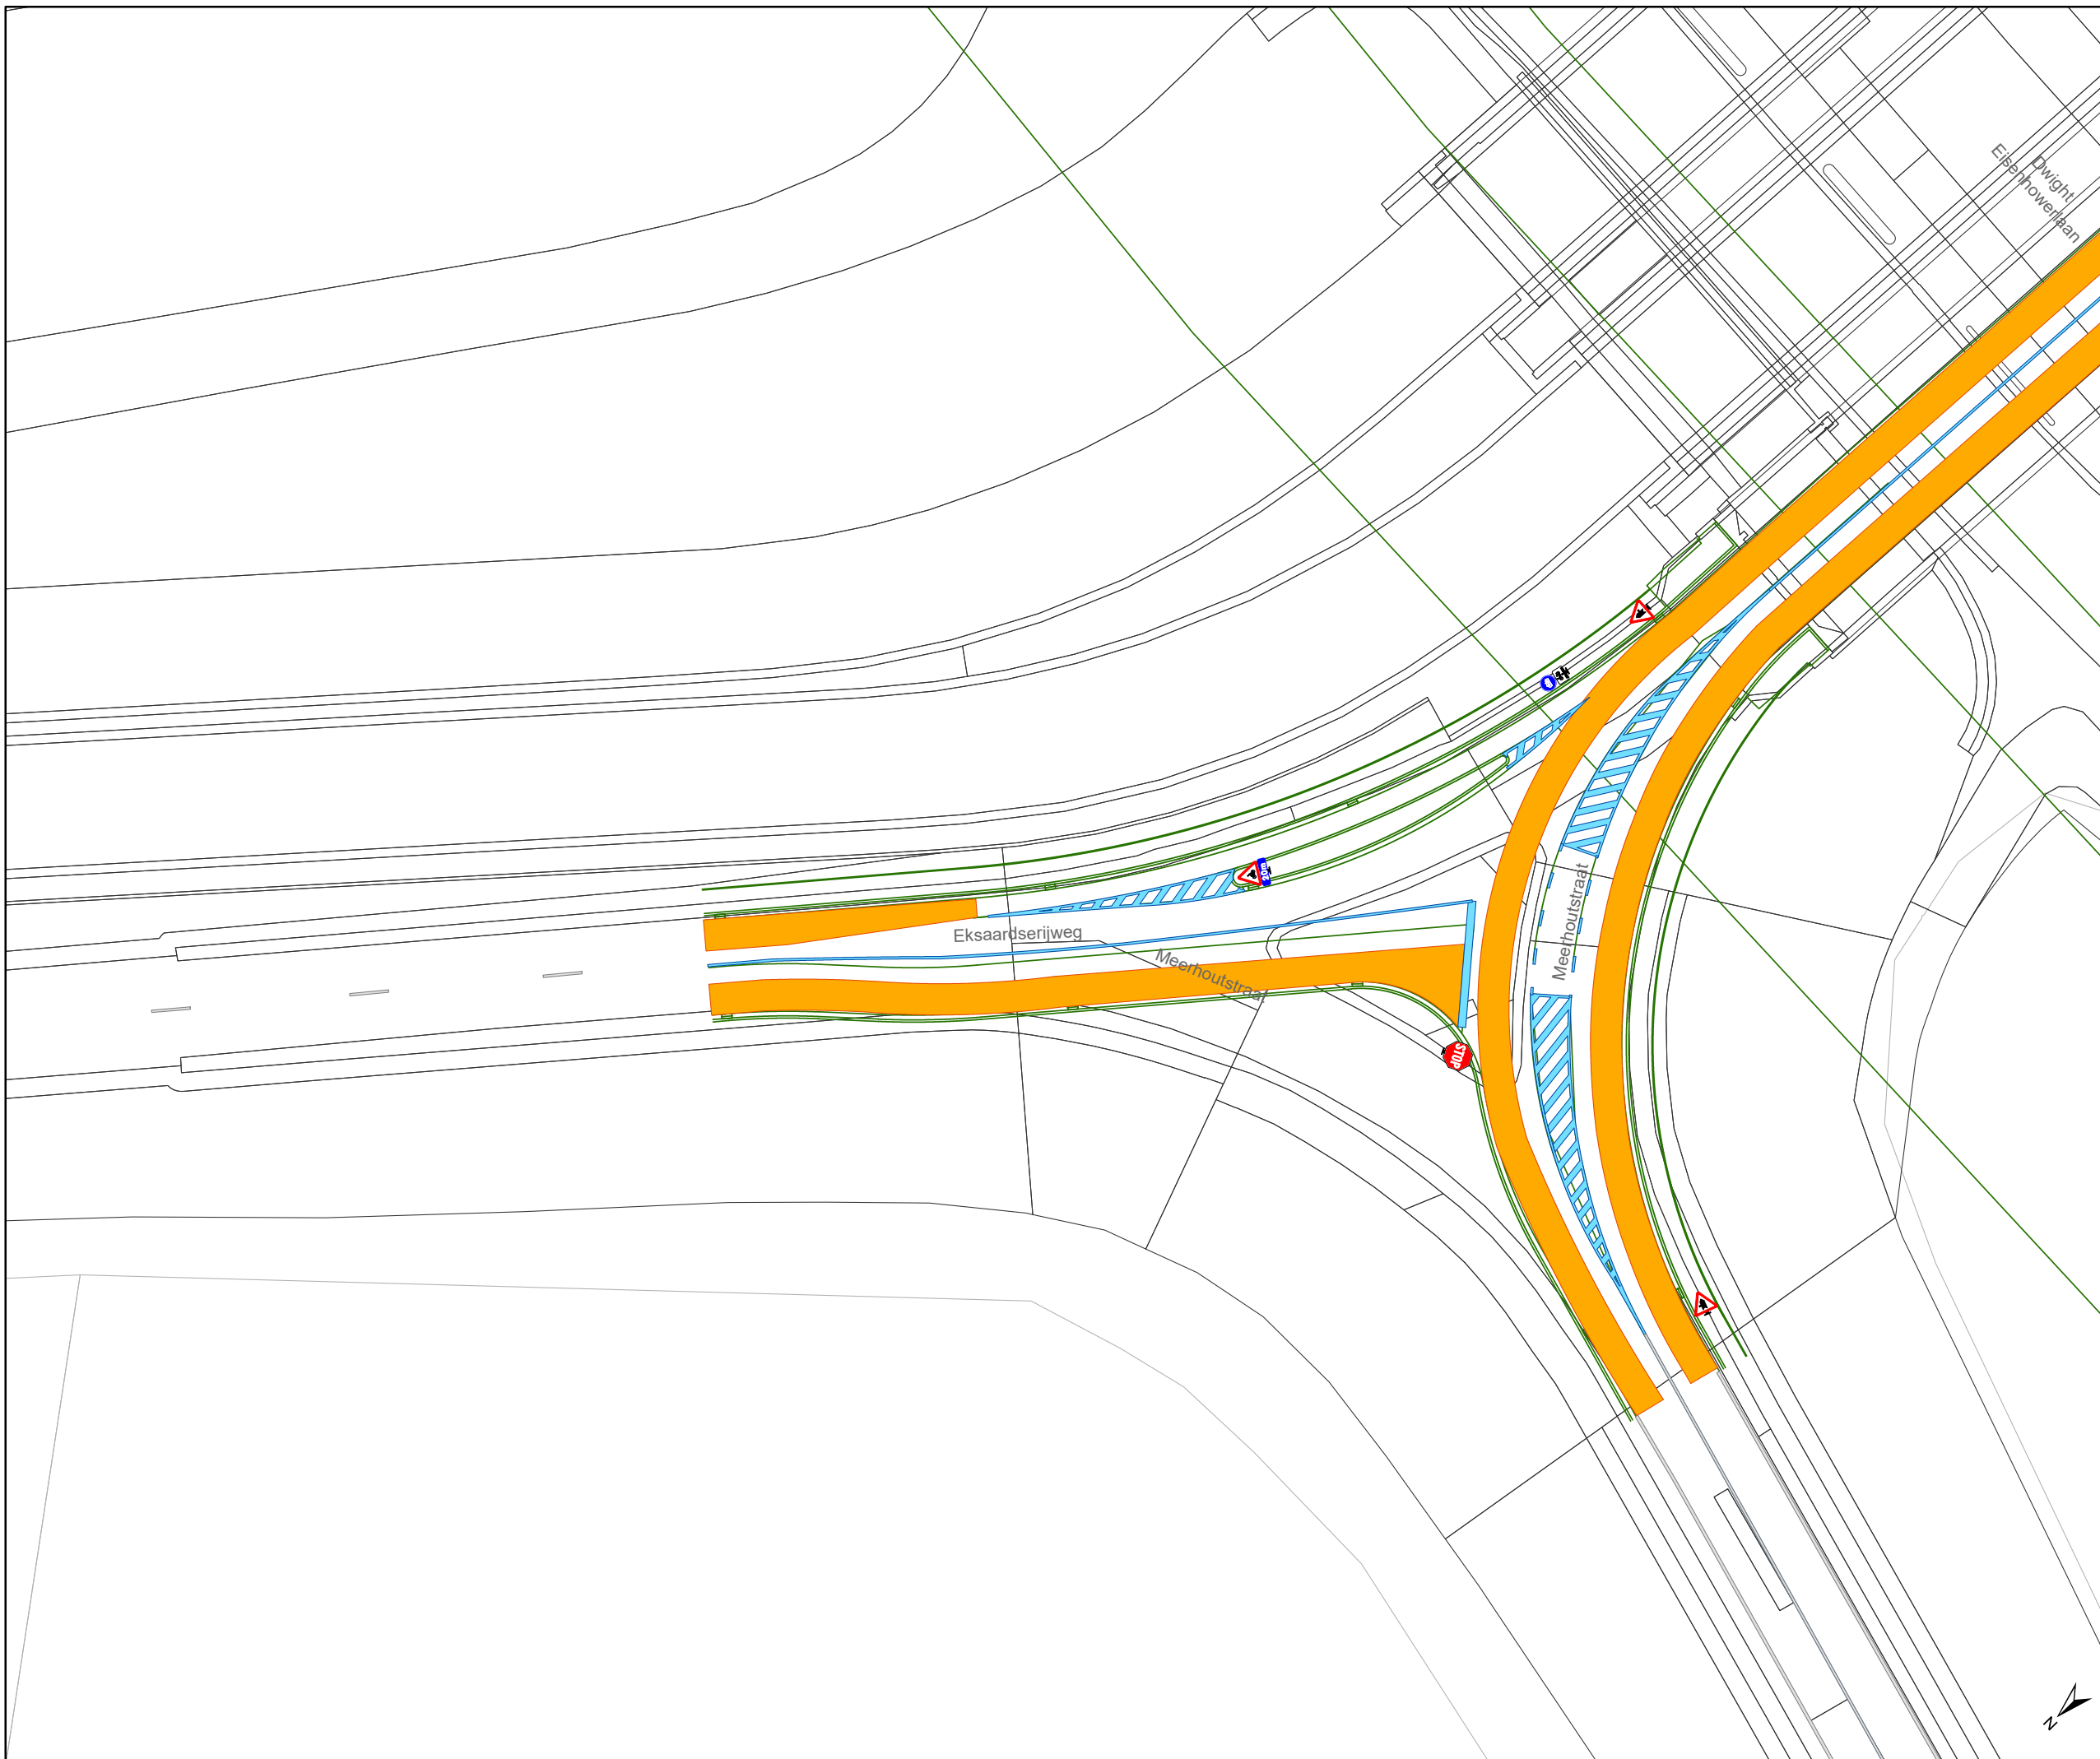 Dwight
Eisenhowerlaan
Meerhoutstraat
Eksaardserijweg
Meerhoutstraat
STOP
N